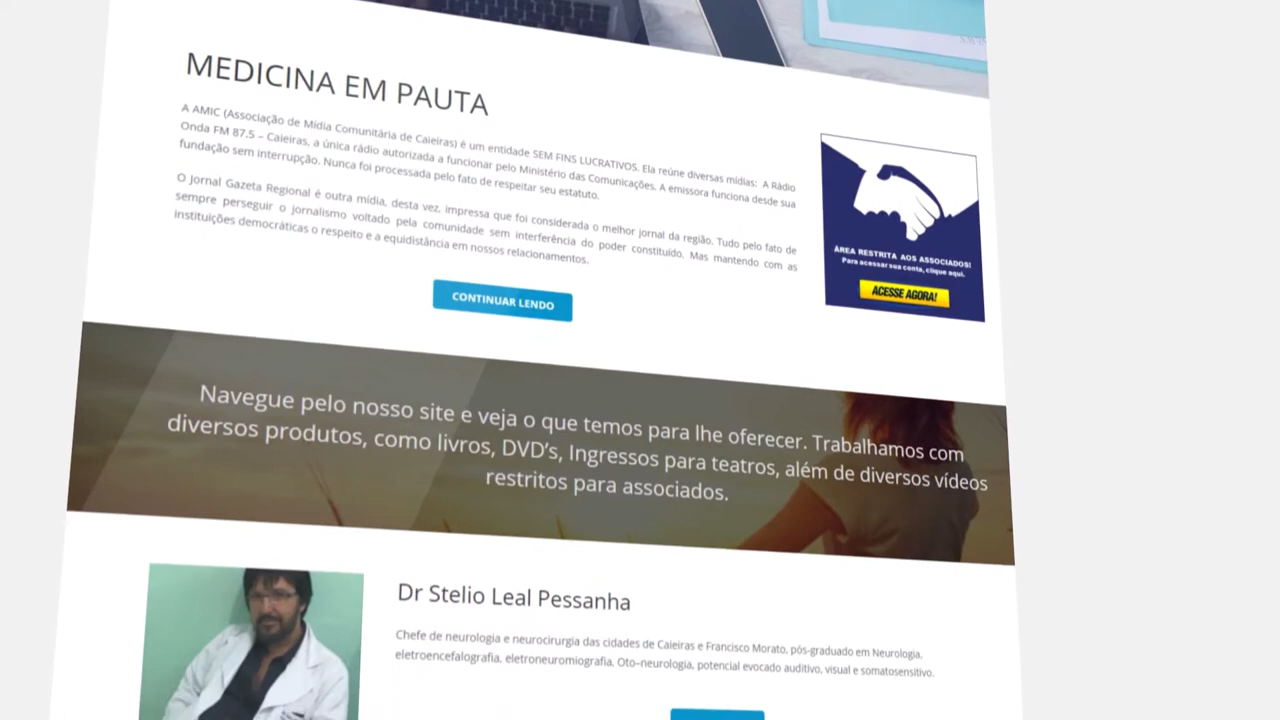 MEDICINA EM PAUTA
A AMIC (Associação de Mídia Comunitária de Caieiras) é um entidade SEM FINS LUCRATIVOS. Ela reúne diversas mídias: A Rádio
Onda FM 87.5 – Caieiras, a única rádio autorizada a funcionar pelo Ministério das Comunicações. A emissora funciona desde sua
fundação sem interrupção. Nunca foi processada pelo fato de respeitar seu estatuto.
O Jornal Gazeta Regional é outra mídia, desta vez, impressa que foi considerada o melhor jornal da região. Tudo pelo fato de
sempre perseguir o jornalismo voltado pela comunidade sem interferência do poder constituído. Mas mantendo com as
instituições democráticas o respeito e a equidistância em nossos relacionamentos.
CONTINUAR LENDO
ÁREA RESTRITA AOS ASSOCIADOS!
Para acessar sua conta, clique aqui.
ACESSE AGORA!
Navegue pelo nosso site e veja o que temos para lhe oferecer. Trabalhamos com
diversos produtos, como livros, DVD's, Ingressos para teatros, além de diversos vídeos
restritos para associados.
Dr Stelio Leal Pessanha
Chefe de neurologia e neurocirurgia das cidades de Caieiras e Francisco Morato, pós-graduado em Neurologia,
eletroencefalografia, eletroneuromiografia, Oto–neurologia, potencial evocado auditivo, visual e somatosensitivo.